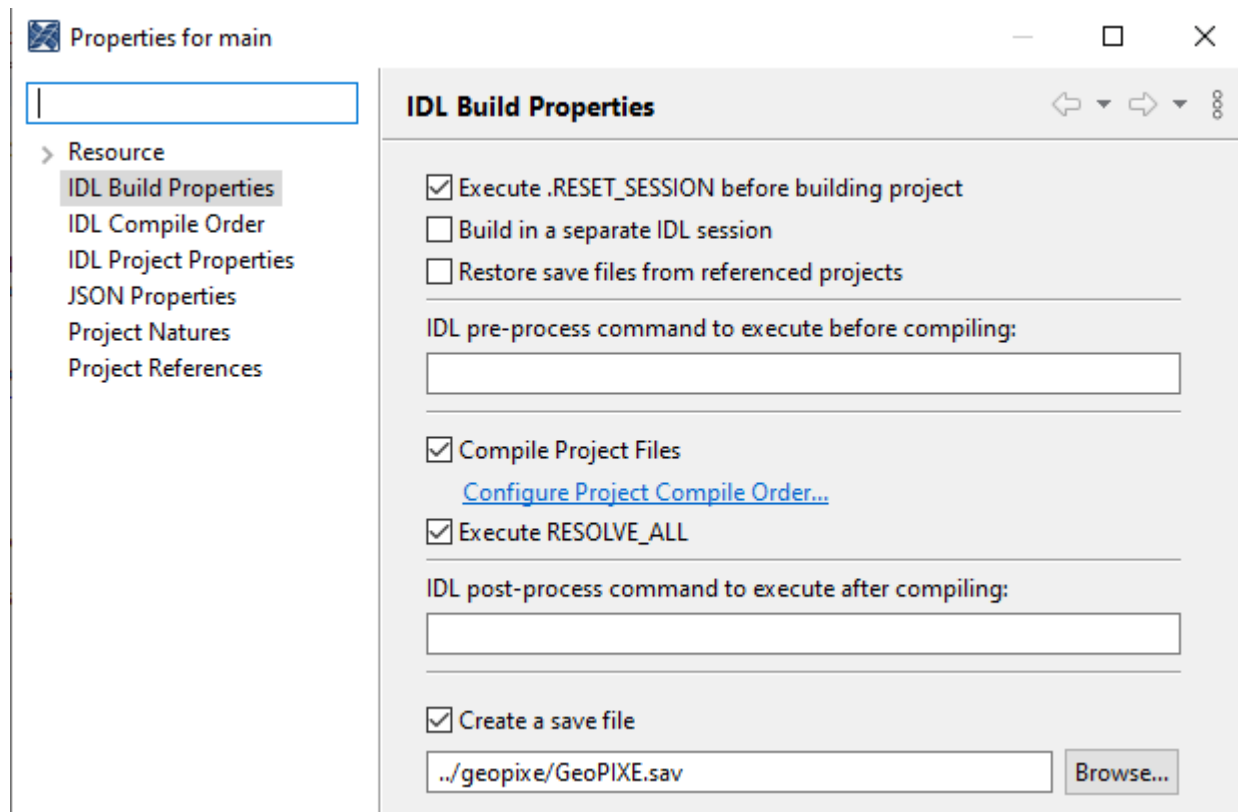 Properties for main
IDL Build Properties
Resource
IDL Build Properties
IDL Compile Order
IDL Project Properties
JSON Properties
Project Natures
Project References
Execute .RESET_SESSION before building project
Build in a separate IDL session
Restore save files from referenced projects
IDL pre-process command to execute before compiling:
Compile Project Files
Configure Project Compile Order...
Execute RESOLVE_ALL
IDL post-process command to execute after compiling:
Create a save file
../geopixe/GeoPIXE.sav
Browse...